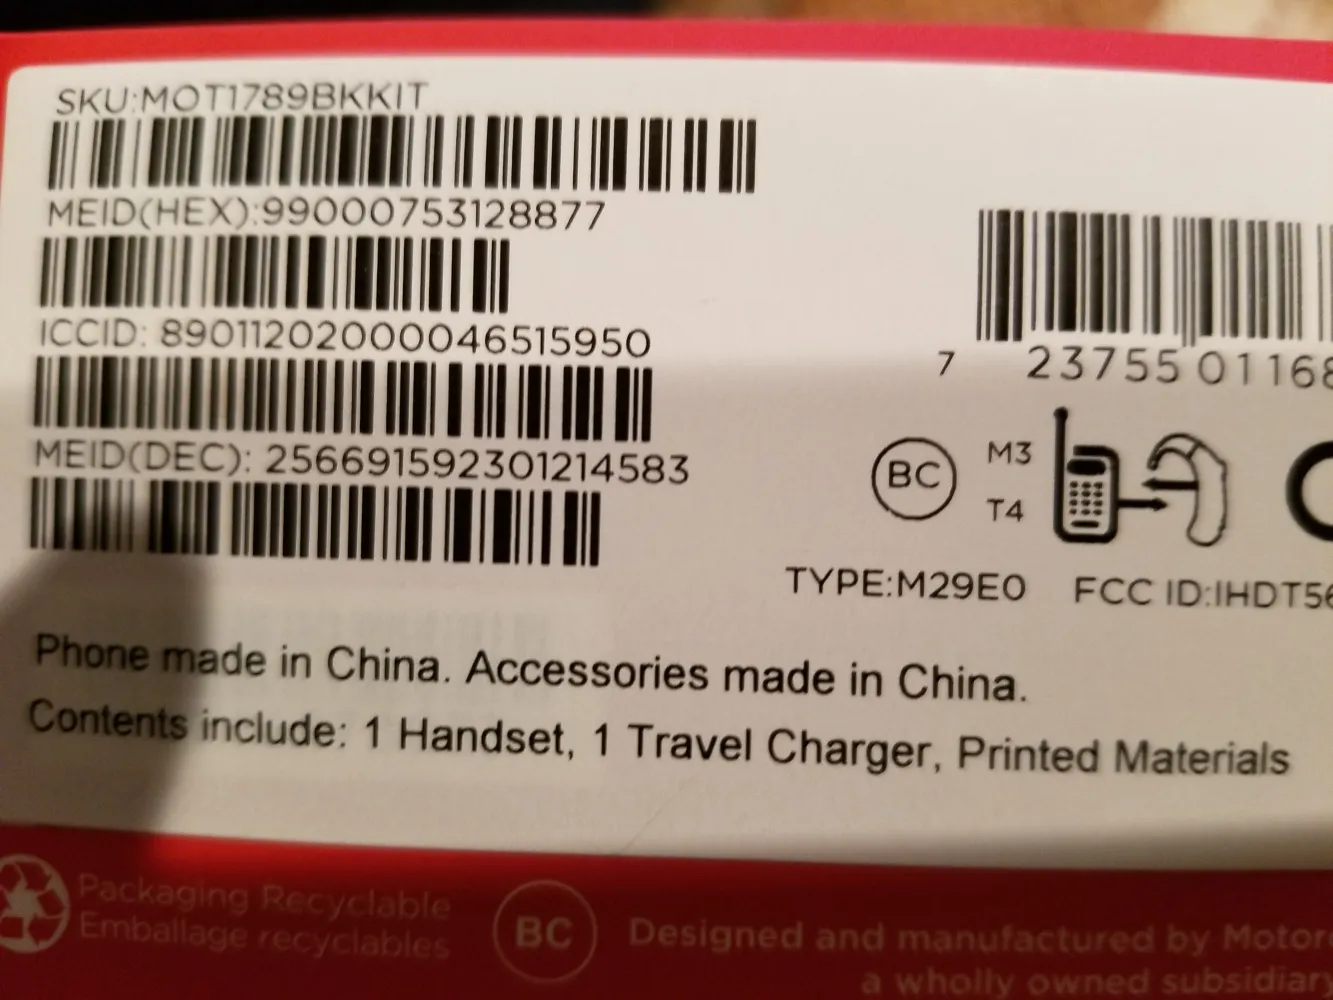 SKU:MOT1789BKKIT
MEID(HEX):99000753128877
ICCID: 89011202000046515950
MEID(DEC): 256691592301214583
7 23755 01168
BC
M3
T4
TYPE:M29E0 FCC ID:IHDT56
Phone made in China. Accessories made in China.
Contents include: 1 Handset, 1 Travel Charger, Printed Materials
Packaging Recyclable
Emballage recyclables
BC
Designed and manufactured by Motor
a wholly owned subsidiary